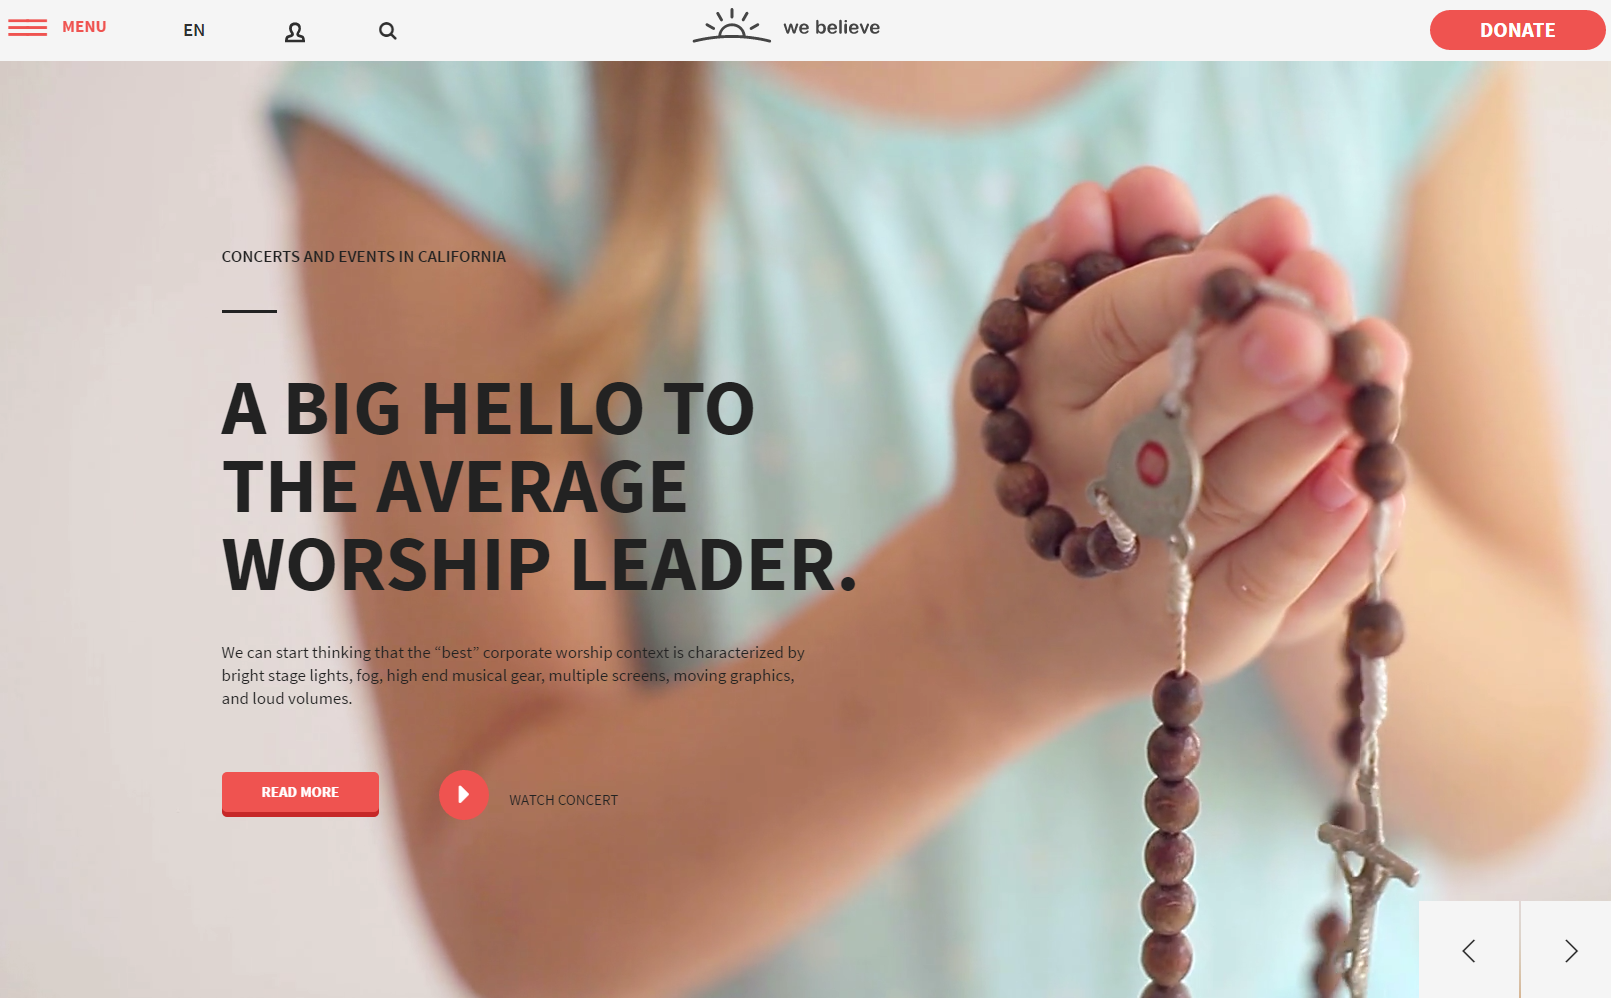 MENU
EN
we believe
DONATE
CONCERTS AND EVENTS IN CALIFORNIA
A BIG HELLO TO
THE AVERAGE
WORSHIP LEADER.
We can start thinking that the “best” corporate worship context is characterized by
bright stage lights, fog, high end musical gear, multiple screens, moving graphics,
and loud volumes.
READ MORE
WATCH CONCERT